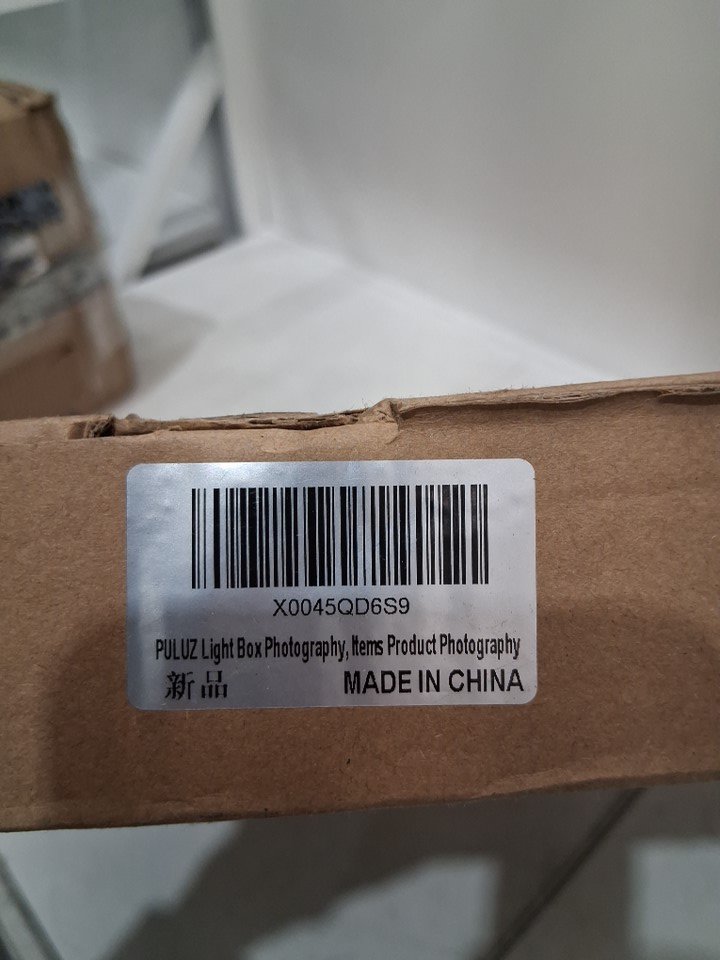 X0045QD6S9
PULUZ Light Box Photography, Items Product Photography
新品
MADE IN CHINA